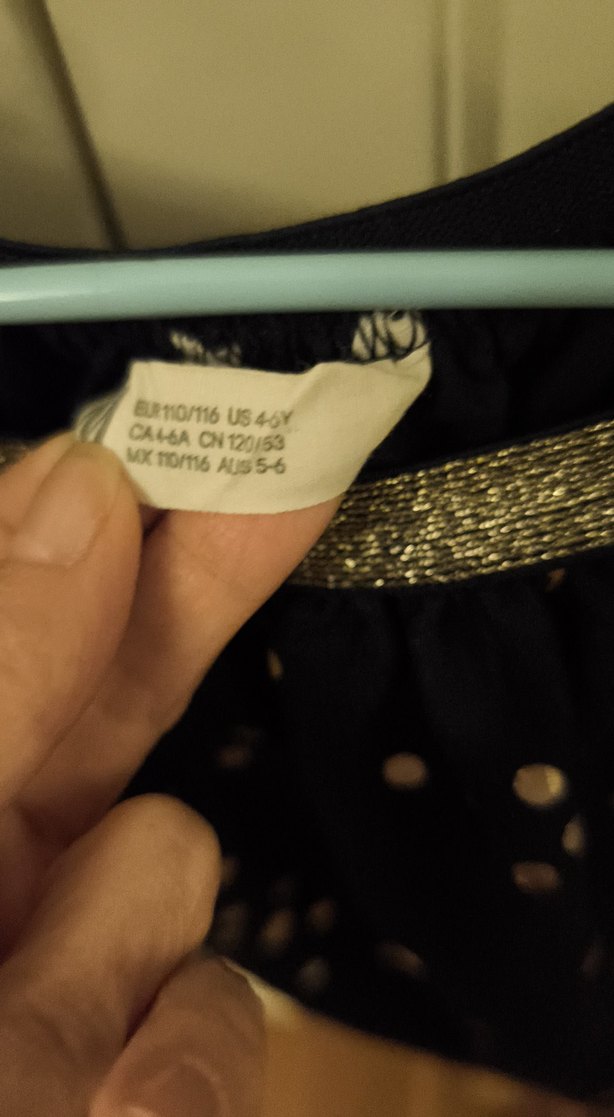 EUR 110/116 US 4-6Y
CA 4-6A CN 120/53
MX 110/116 AUS 5-6